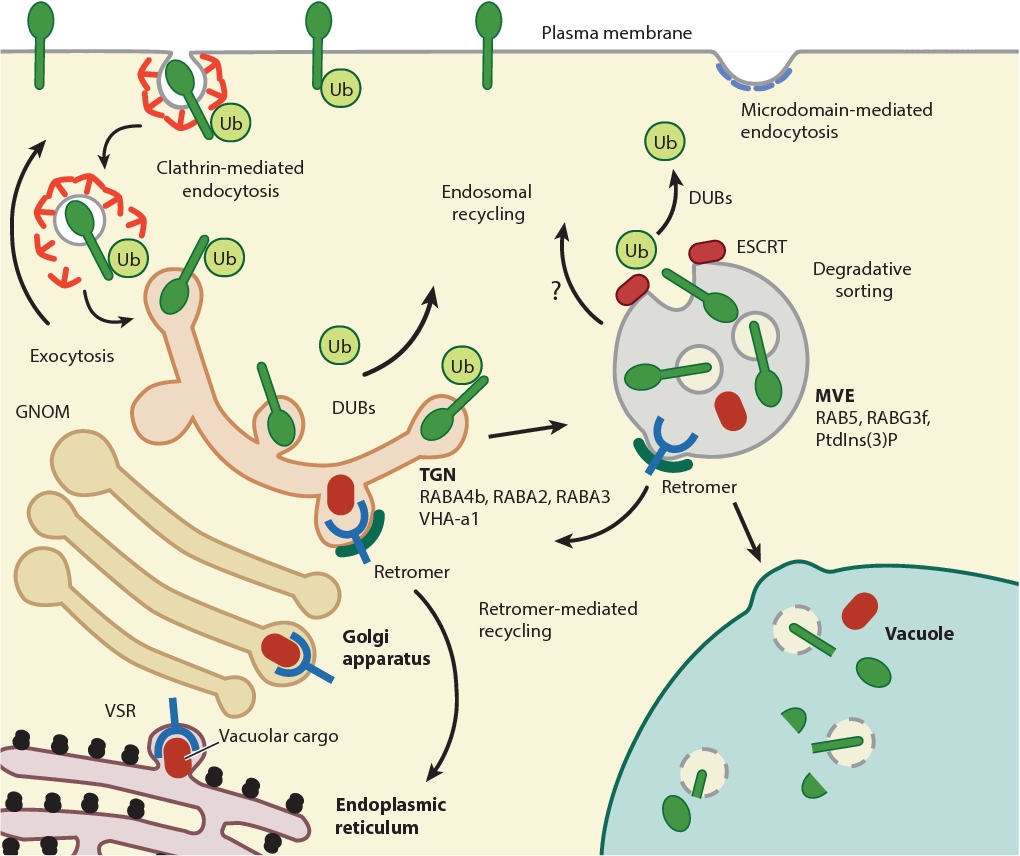 Plasma membrane
Ub
Ub
Microdomain-mediated
endocytosis
Clathrin-mediated
endocytosis
Ub
DUBs
Endosomal
recycling
Ub
Ub
Ub
ESCRT
Degradative
sorting
?
Exocytosis
Ub
Ub
GNOM
DUBs
MVE
RAB5, RABG3f,
PtdIns(3)P
TGN
RABA4b, RABA2, RABA3
VHA-a1
Retromer
Retromer
Retromer-mediated
recycling
Golgi
apparatus
Vacuole
VSR
Vacuolar cargo
Endoplasmic
reticulum